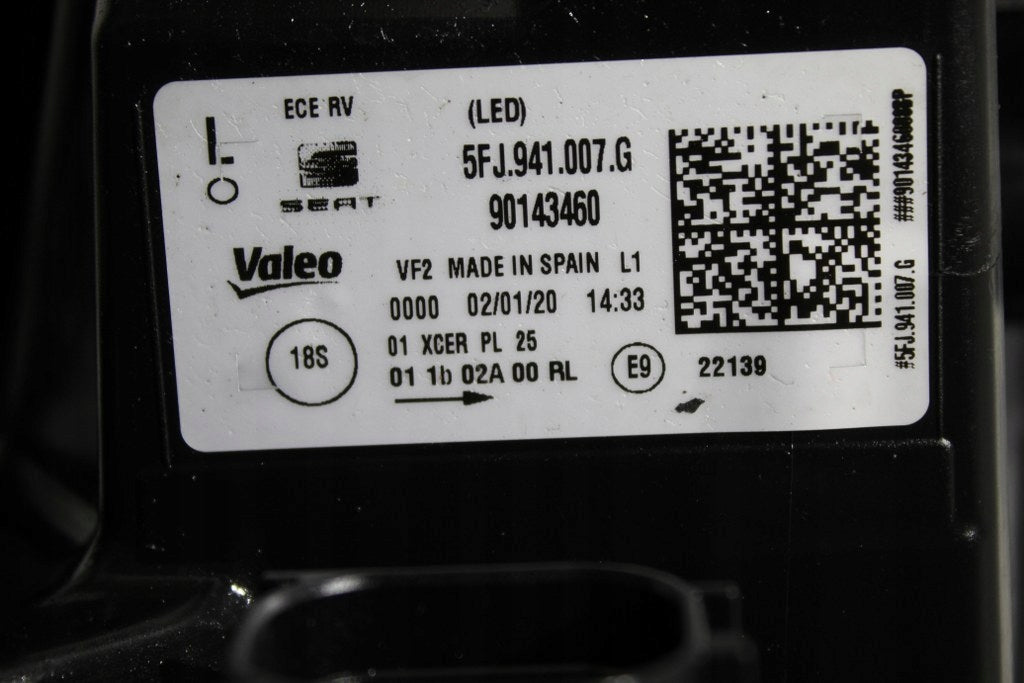 ECE RV
(LED)
SEAT
5FJ.941.007.G
90143460
Valeo
VF2 MADE IN SPAIN L1
0000 02/01/20 14:33
18S
01 XCER PL 25
01 1b 02A 00 RL
E9
22139
#5FJ.941.007.G